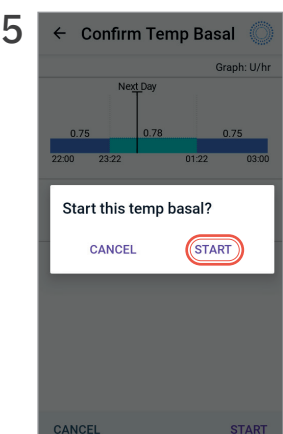 5
← Confirm Temp Basal
Graph: U/hr
Next Day
0.75 0.78 0.75
22:00 23:22 01:22 03:00
Start this temp basal?
CANCEL START
CANCEL START